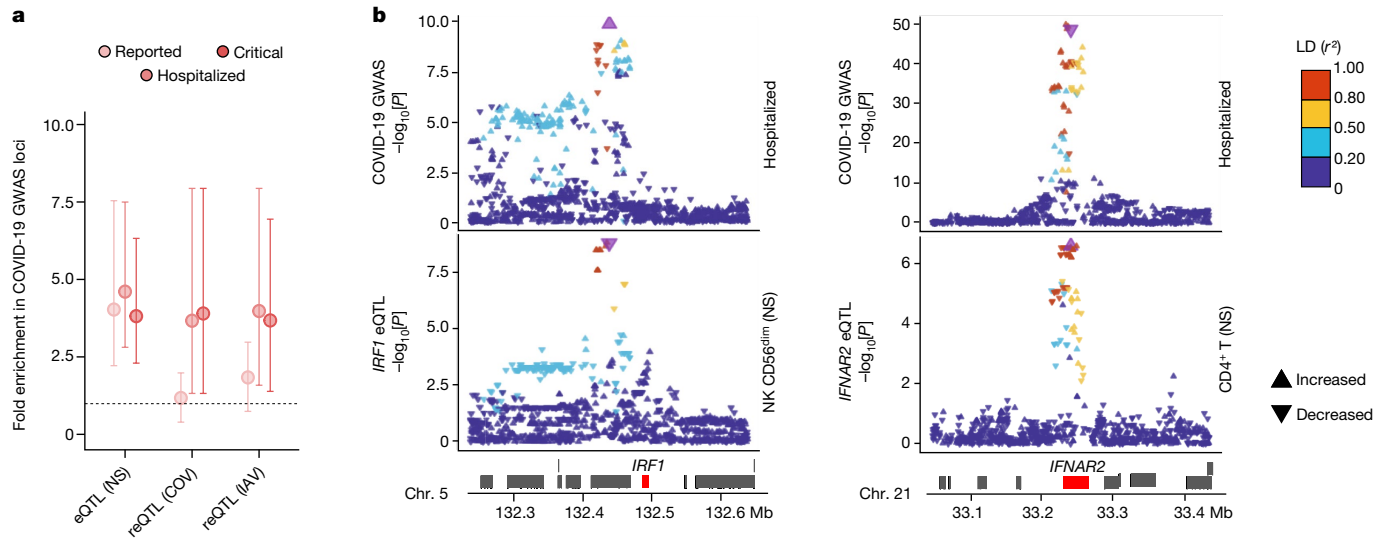 a
Reported
Critical
Hospitalized
Fold enrichment in COVID-19 GWAS loci
10.0
7.5
5.0
2.5
0
eQTL (NS)
reQTL (COV)
reQTL (IAV)
b
COVID-19 GWAS
–log10[P]
10.0
7.5
5.0
2.5
0
Hospitalized
IRF1 eQTL
–log10[P]
7.5
5.0
2.5
0
NK CD56dim (NS)
IRF1
Chr. 5
132.3
132.4
132.5
132.6 Mb
COVID-19 GWAS
–log10[P]
50
40
30
20
10
0
Hospitalized
IFNAR2 eQTL
–log10[P]
6
4
2
0
CD4+ T (NS)
IFNAR2
Chr. 21
33.1
33.2
33.3
33.4 Mb
LD (r2)
1.00
0.80
0.50
0.20
0
Increased
Decreased